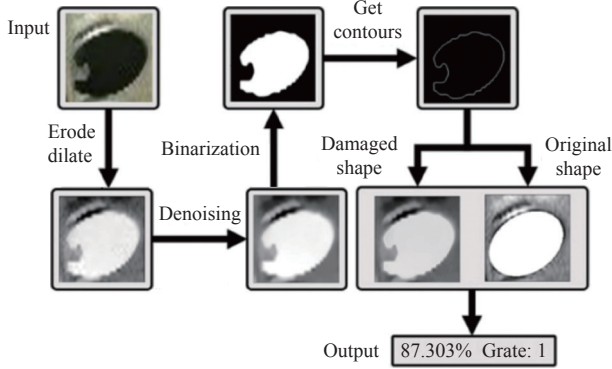 Input
Get
contours
Erode
dilate
Binarization
Damaged
shape
Original
shape
Denoising
Output
87.303% Grate: 1